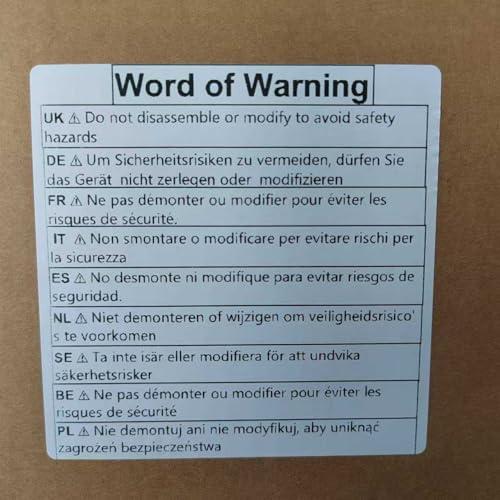 Word of Warning
UK ⚠ Do not disassemble or modify to avoid safety
hazards
DE ⚠ Um Sicherheitsrisiken zu vermeiden, dürfen Sie
das Gerät nicht zerlegen oder modifizieren
FR ⚠ Ne pas démonter ou modifier pour éviter les
risques de sécurité.
IT ⚠ Non smontare o modificare per evitare rischi per
la sicurezza
ES ⚠ No desmonte ni modifique para evitar riesgos de
seguridad.
NL ⚠ Niet demonteren of wijzigen om veiligheidsrisico'
s te voorkomen
SE ⚠ Ta inte isär eller modifiera för att undvika
säkerhetsrisker
BE ⚠ Ne pas démonter ou modifier pour éviter les
risques de sécurité
PL ⚠ Nie demontuj ani nie modyfikuj, aby uniknąć
zagrożeń bezpieczeństwa